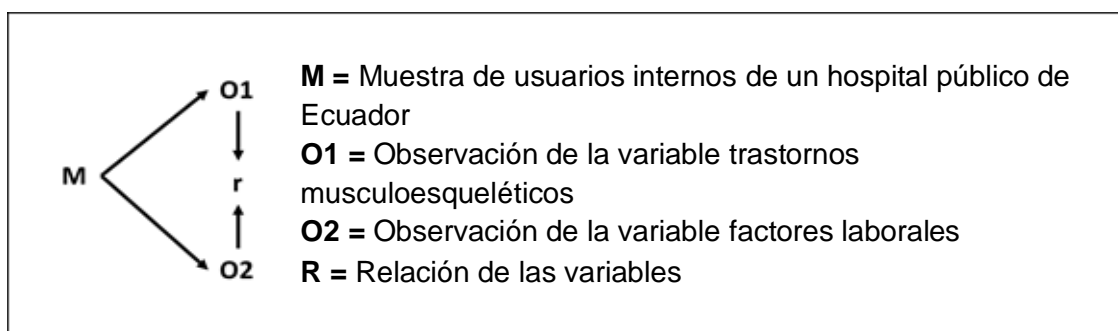 M
O1
r
O2
M = Muestra de usuarios internos de un hospital público de
Ecuador
O1 = Observación de la variable trastornos
musculoesqueléticos
O2 = Observación de la variable factores laborales
R = Relación de las variables